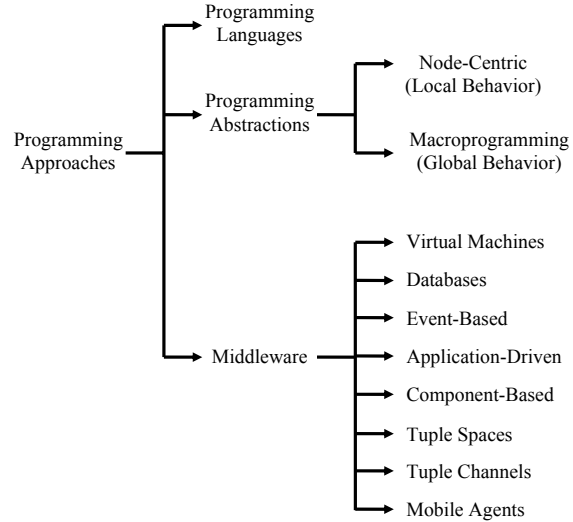 Programming
Languages
Node-Centric
(Local Behavior)
Programming
Abstractions
Programming
Approaches
Macroprogramming
(Global Behavior)
Virtual Machines
Databases
Event-Based
Middleware
Application-Driven
Component-Based
Tuple Spaces
Tuple Channels
Mobile Agents